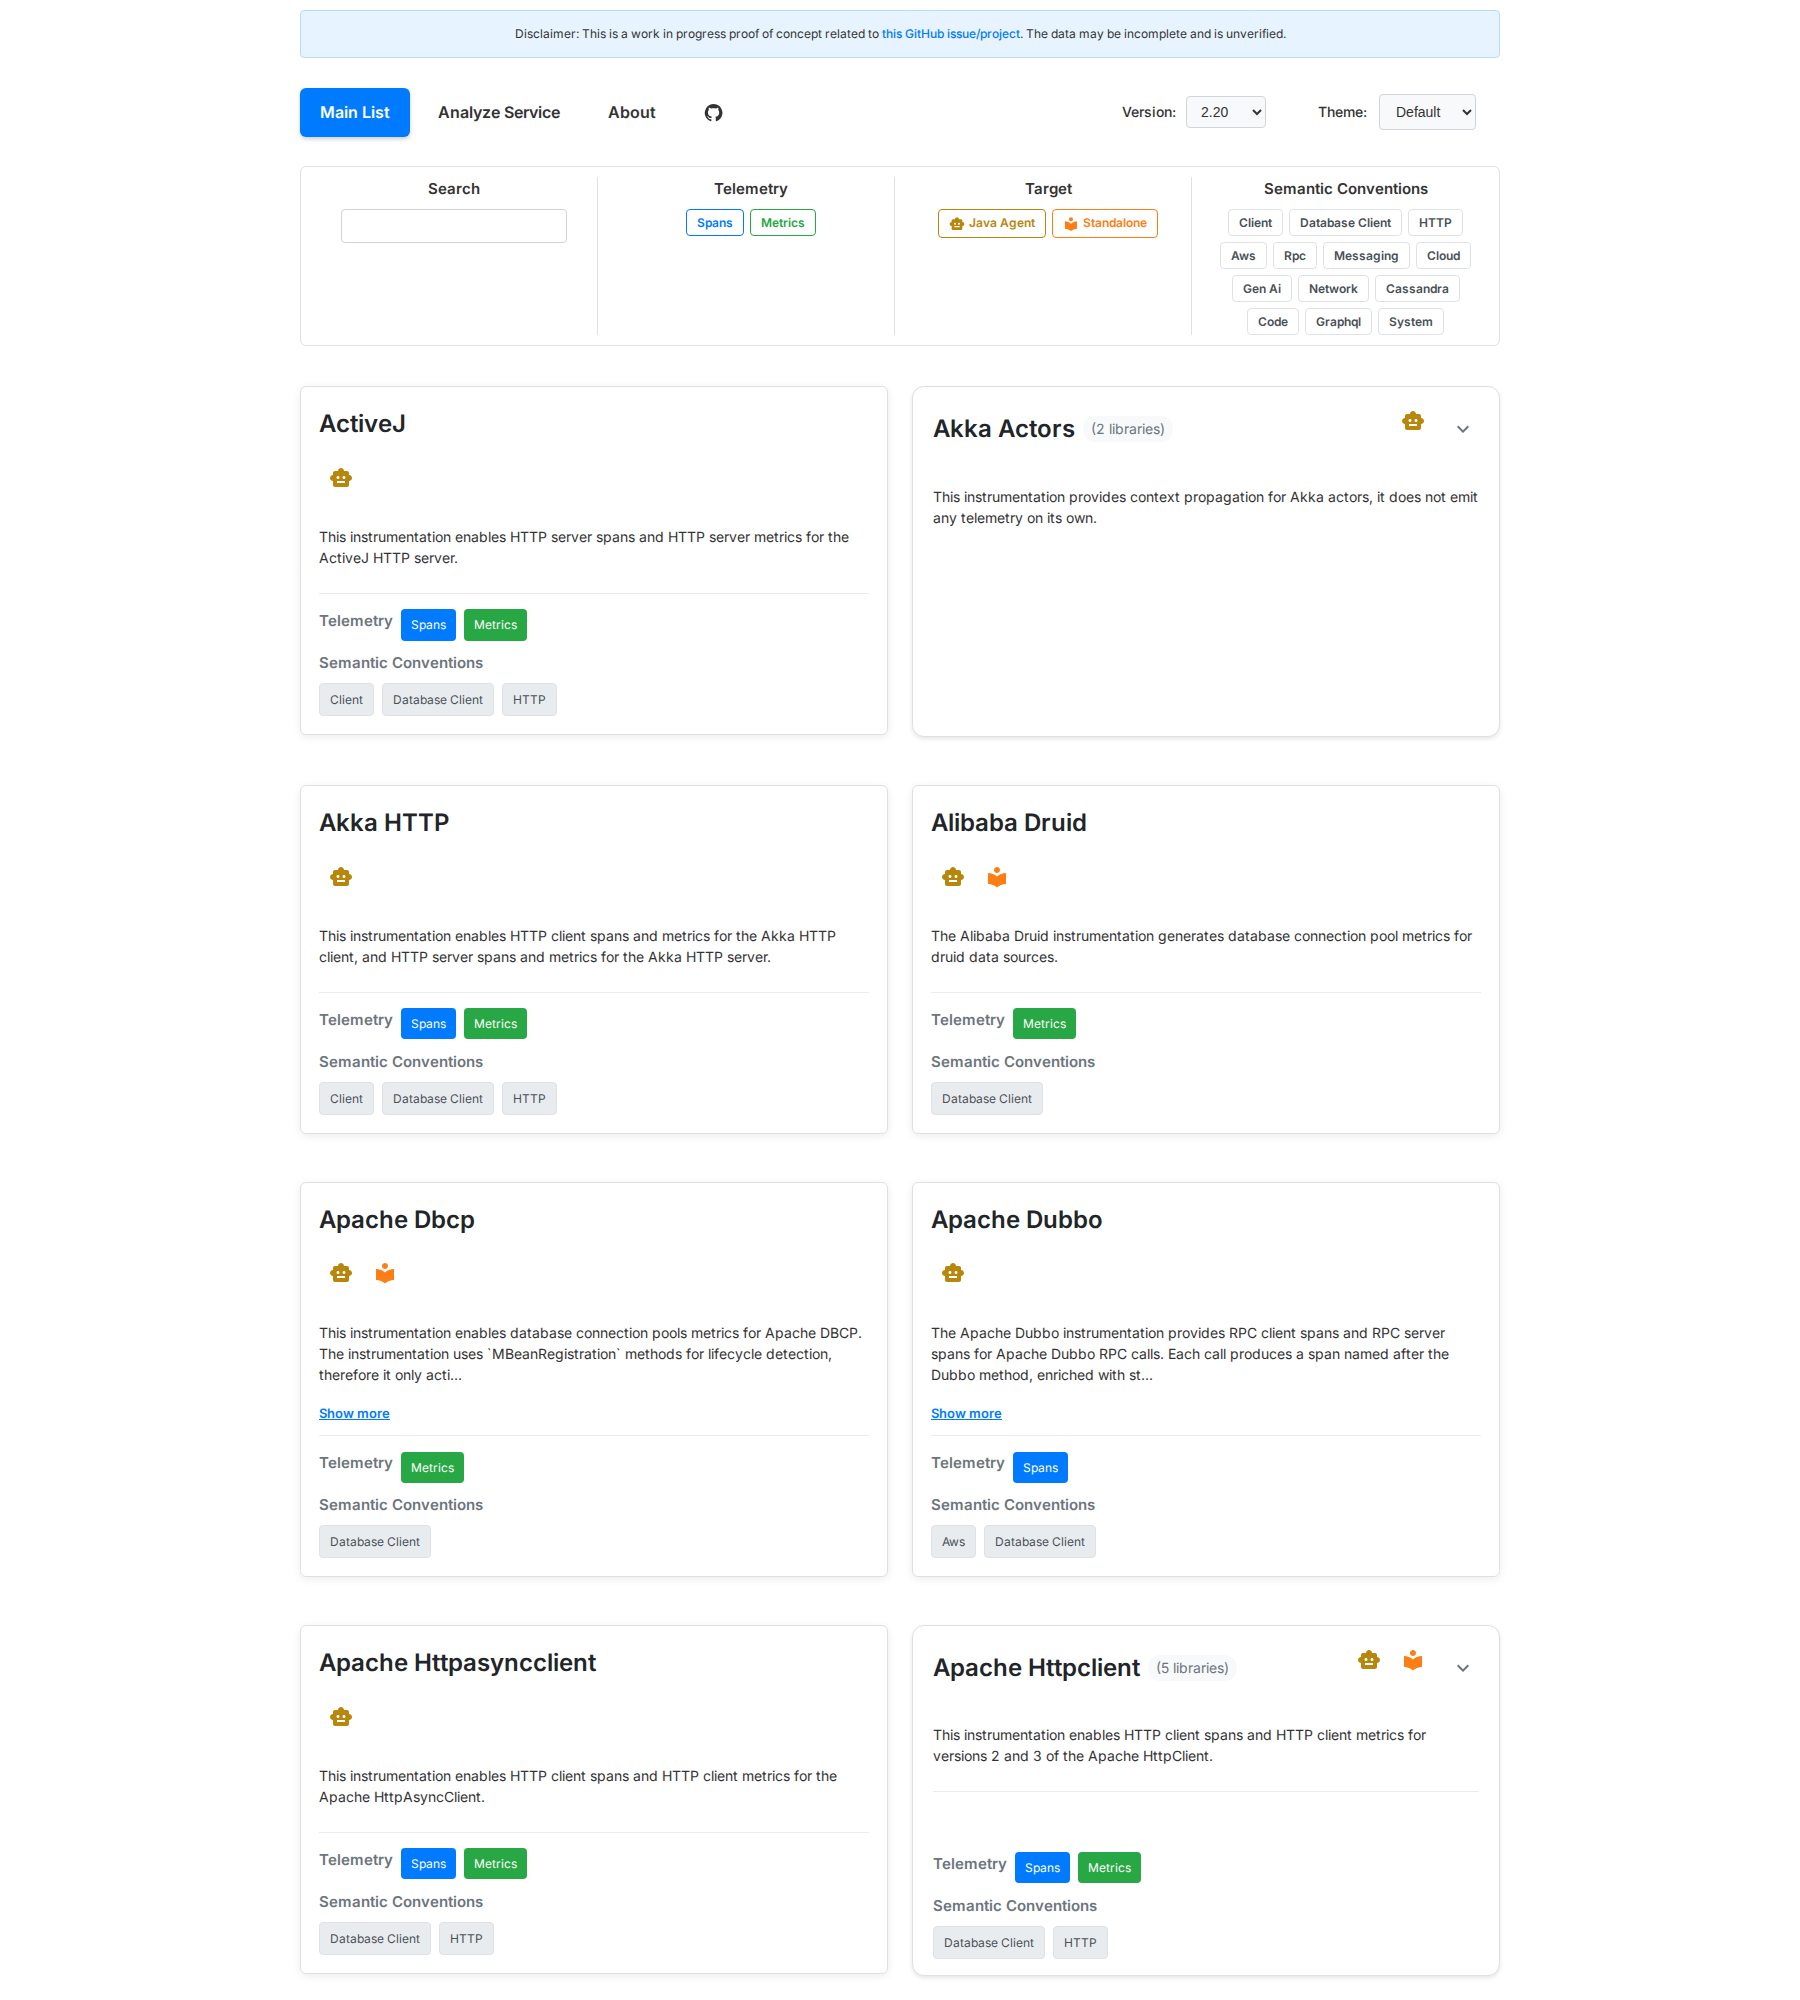 Disclaimer: This is a work in progress proof of concept related to this GitHub issue/project. The data may be incomplete and is unverified.
Main List
Analyze Service
About
Version: 2.20
Theme: Default
Search
Telemetry
Spans Metrics
Target
Java Agent Standalone
Semantic Conventions
Client Database Client HTTP
Aws Rpc Messaging Cloud
Gen Ai Network Cassandra
Code Graphql System
ActiveJ
This instrumentation enables HTTP server spans and HTTP server metrics for the
ActiveJ HTTP server.
Telemetry Spans Metrics
Semantic Conventions
Client Database Client HTTP
Akka Actors (2 libraries)
This instrumentation provides context propagation for Akka actors, it does not emit
any telemetry on its own.
Akka HTTP
This instrumentation enables HTTP client spans and metrics for the Akka HTTP
client, and HTTP server spans and metrics for the Akka HTTP server.
Telemetry Spans Metrics
Semantic Conventions
Client Database Client HTTP
Alibaba Druid
The Alibaba Druid instrumentation generates database connection pool metrics for
druid data sources.
Telemetry Metrics
Semantic Conventions
Database Client
Apache Dbcp
This instrumentation enables database connection pools metrics for Apache DBCP.
The instrumentation uses `MBeanRegistration` methods for lifecycle detection,
therefore it only acti...
Show more
Telemetry Metrics
Semantic Conventions
Database Client
Apache Dubbo
The Apache Dubbo instrumentation provides RPC client spans and RPC server
spans for Apache Dubbo RPC calls. Each call produces a span named after the
Dubbo method, enriched with st...
Show more
Telemetry Spans
Semantic Conventions
Aws Database Client
Apache Httpasyncclient
This instrumentation enables HTTP client spans and HTTP client metrics for the
Apache HttpAsyncClient.
Telemetry Spans Metrics
Semantic Conventions
Database Client HTTP
Apache Httpclient (5 libraries)
This instrumentation enables HTTP client spans and HTTP client metrics for
versions 2 and 3 of the Apache HttpClient.
Telemetry Spans Metrics
Semantic Conventions
Database Client HTTP